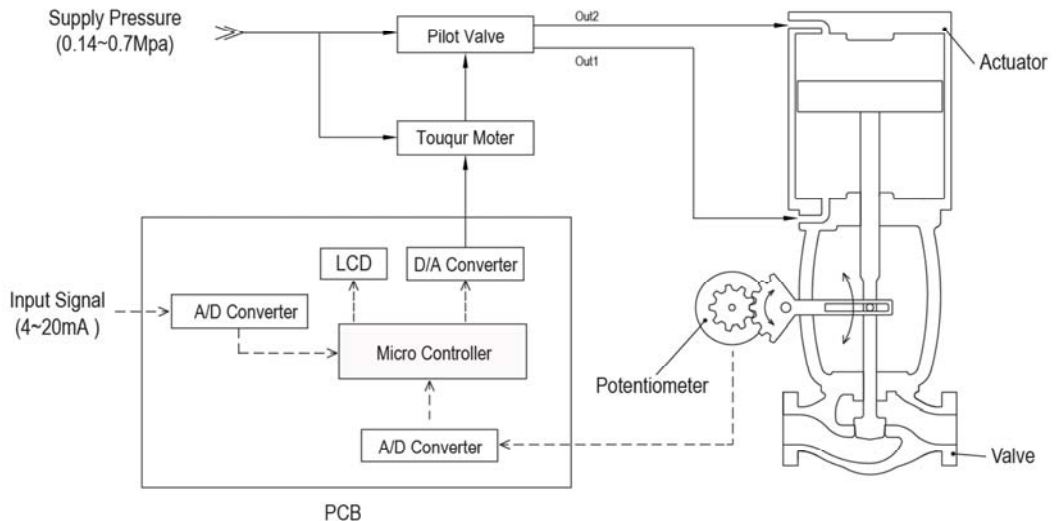 Supply Pressure
(0.14~0.7Mpa)
Pilot Valve
Out2
Out1
Actuator
Touqur Moter
LCD
D/A Converter
Input Signal
(4~20mA )
A/D Converter
Micro Controller
Potentiometer
A/D Converter
Valve
PCB